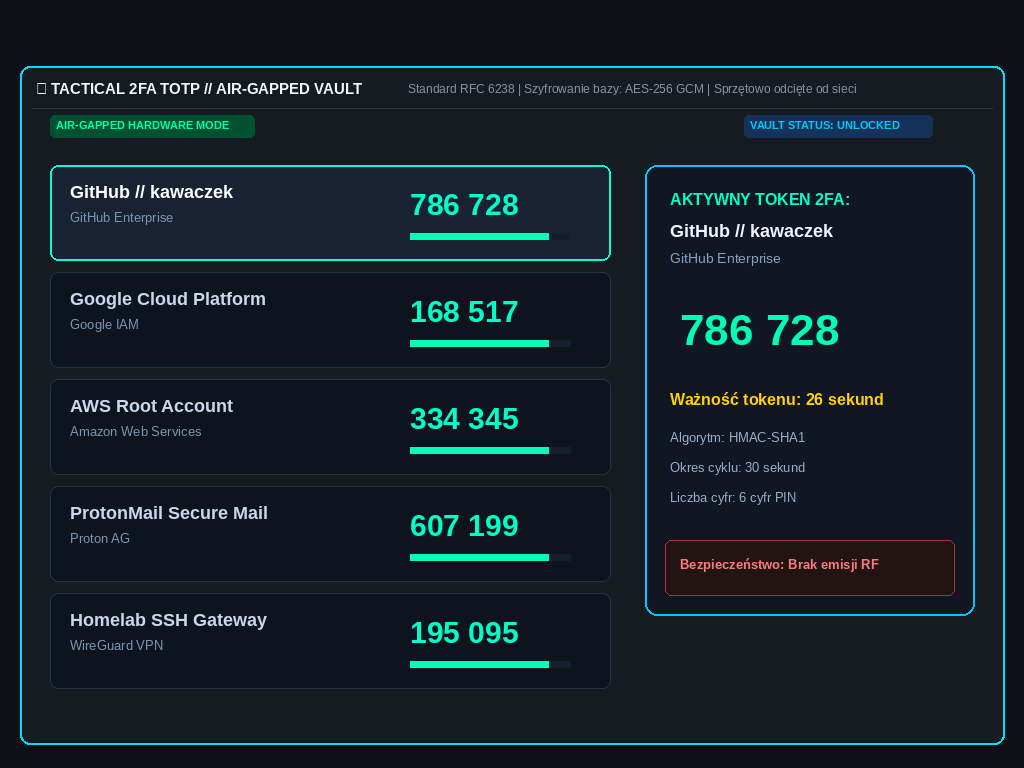 TACTICAL 2FA TOTP // AIR-GAPPED VAULT
Standard RFC 6238 | Szyfrowanie bazy: AES-256 GCM | Sprzętowo odcięte od sieci
AIR-GAPPED HARDWARE MODE
VAULT STATUS: UNLOCKED
GitHub // kawaczek
GitHub Enterprise
786 728
Google Cloud Platform
Google IAM
168 517
AWS Root Account
Amazon Web Services
334 345
ProtonMail Secure Mail
Proton AG
607 199
Homelab SSH Gateway
WireGuard VPN
195 095
AKTYWNY TOKEN 2FA:
GitHub // kawaczek
GitHub Enterprise
786 728
Ważność tokenu: 26 sekund
Algorytm: HMAC-SHA1
Okres cyklu: 30 sekund
Liczba cyfr: 6 cyfr PIN
Bezpieczeństwo: Brak emisji RF